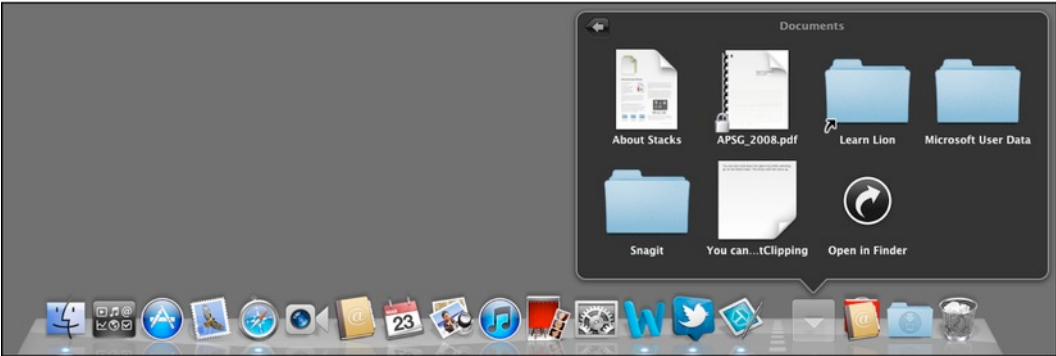 Documents
About Stacks
APSG_2008.pdf
Learn Lion
Microsoft User Data
Snagit
You can...tClipping
Open in Finder
23